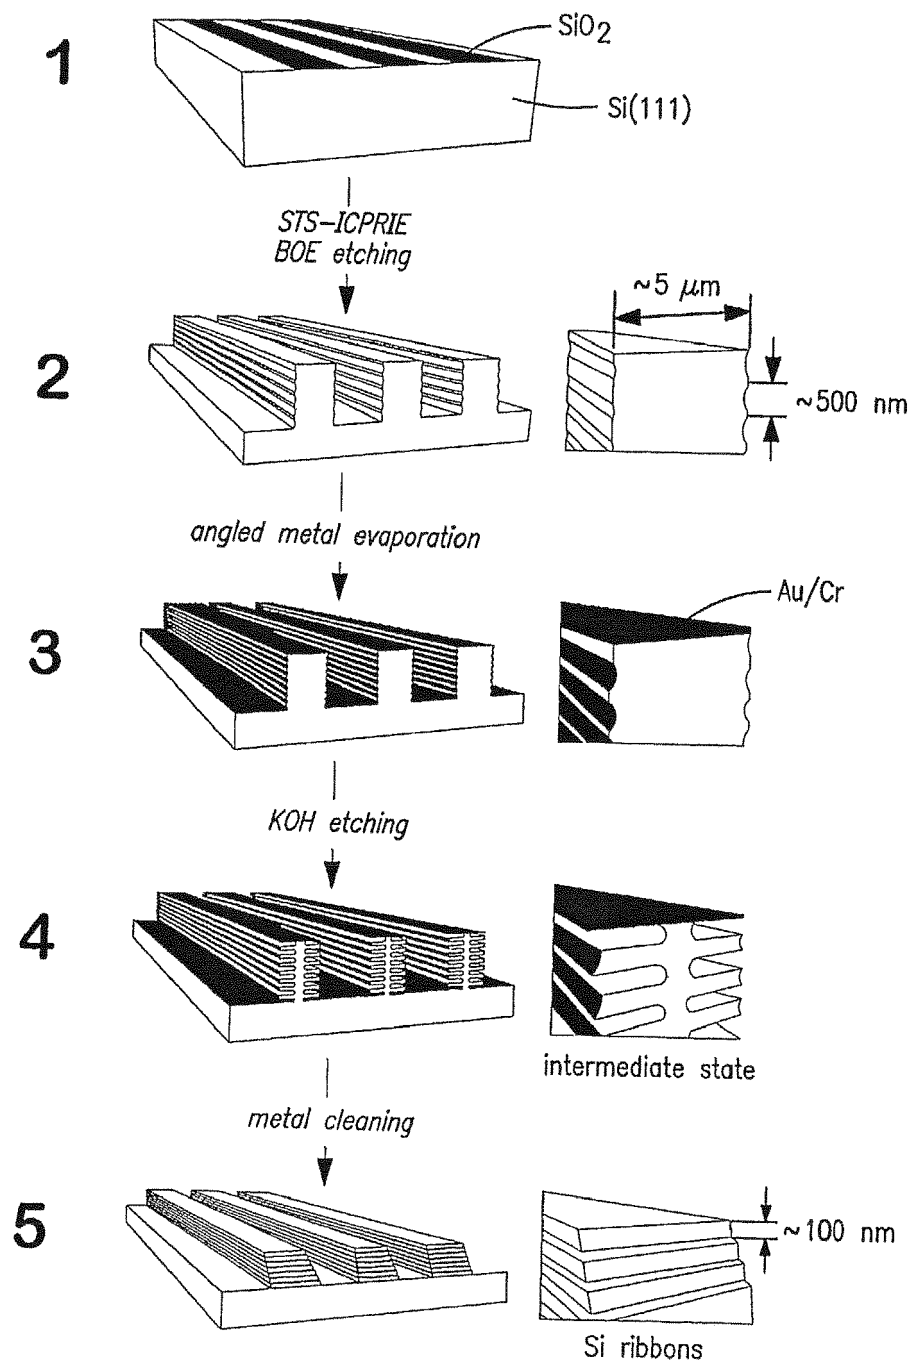 1
SiO2
Si(111)
STS-ICPRIE
BOE etching
2
~5 μm
~500 nm
angled metal evaporation
3
Au/Cr
KOH etching
4
intermediate state
metal cleaning
5
~100 nm
Si ribbons